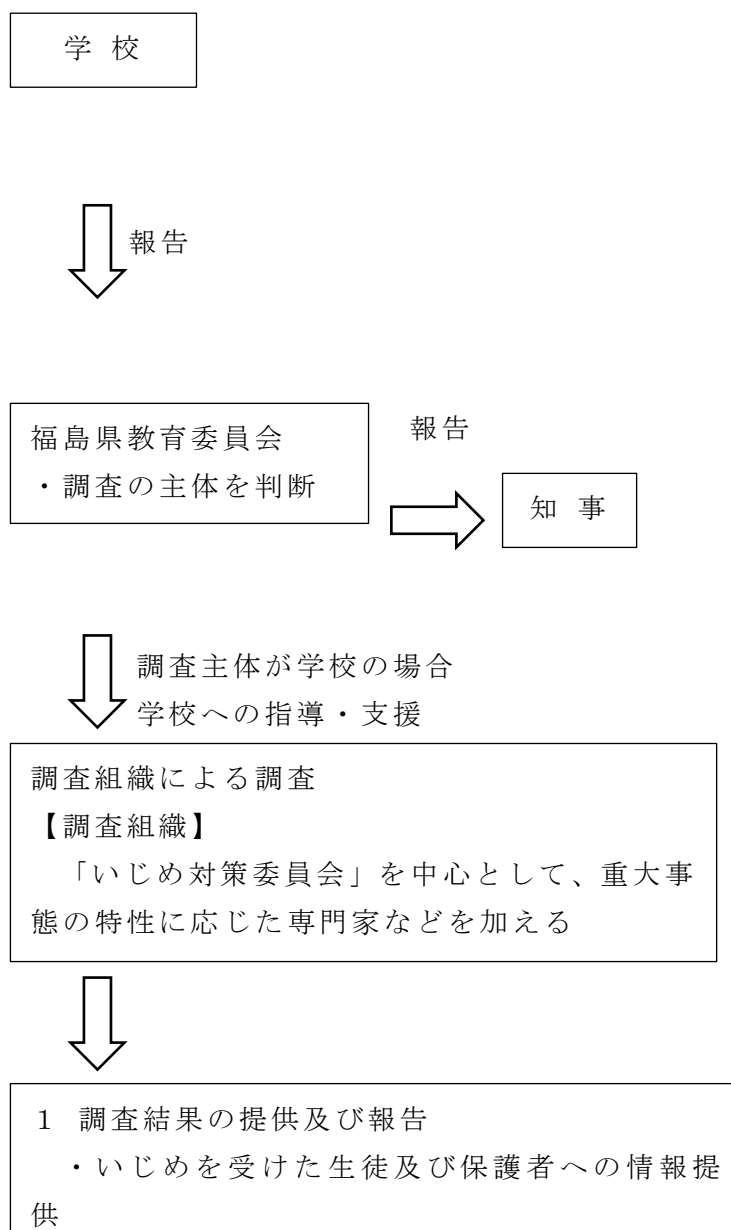 学 校
報告
福島県教育委員会
・調査の主体を判断
報告
知 事
調査主体が学校の場合
学校への指導・支援
調査組織による調査
【調査組織】
「いじめ対策委員会」を中心として、重大事
態の特性に応じた専門家などを加える
1 調査結果の提供及び報告
・いじめを受けた生徒及び保護者への情報提
供